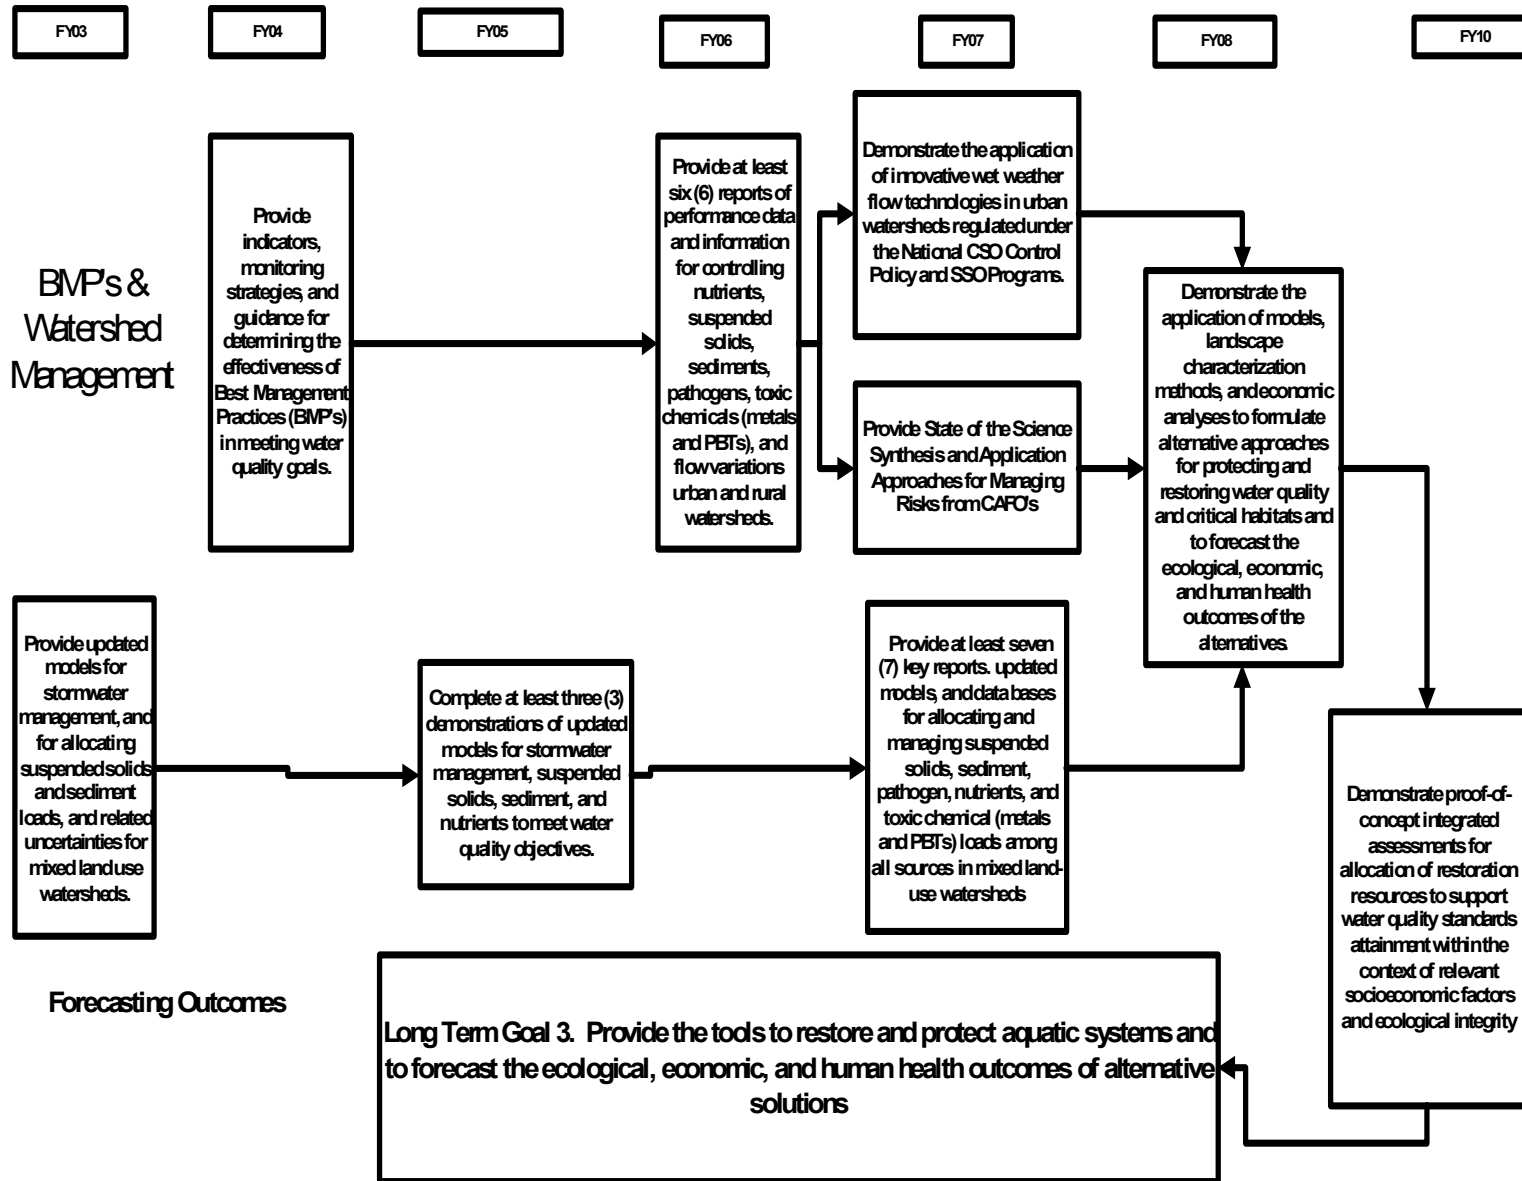 FY03
FY04
FY05
FY06
FY07
FY08
FY10
BMP's &
Watershed
Management
Provide
indicators,
monitoring
strategies, and
guidance for
determining the
effectiveness of
Best Management
Practices (BMP's)
in meeting water
quality goals.
Provide at least
six (6) reports of
performance data
and information
for controlling
nutrients,
suspended
solids,
sediments,
pathogens, toxic
chemicals (metals
and PBTs), and
flow variations
urban and rural
watersheds.
Demonstrate the application
of innovative wet weather
flow technologies in urban
watersheds regulated under
the National CSO Control
Policy and SSO Programs.
Provide State of the Science
Synthesis and Application
Approaches for Managing
Risks from CAFO's
Demonstrate the
application of models,
landscape
characterization
methods, and economic
analyses to formulate
alternative approaches
for protecting and
restoring water quality
and critical habitats and
to forecast the
ecological, economic,
and human health
outcomes of the
alternatives.
Provide updated
models for
stormwater
management, and
for allocating
suspended solids
and sediment
loads, and related
uncertainties for
mixed land use
watersheds.
Complete at least three (3)
demonstrations of updated
models for stormwater
management, suspended
solids, sediment, and
nutrients to meet water
quality objectives.
Provide at least seven
(7) key reports. updated
models, and data bases
for allocating and
managing suspended
solids, sediment,
pathogen, nutrients, and
toxic chemical (metals
and PBTs) loads among
all sources in mixed land-
use watersheds
Demonstrate proof-of-
concept integrated
assessments for
allocation of restoration
resources to support
water quality standards
attainment within the
context of relevant
socioeconomic factors
and ecological integrity
Forecasting Outcomes
Long Term Goal 3. Provide the tools to restore and protect aquatic systems and
to forecast the ecological, economic, and human health outcomes of alternative
solutions